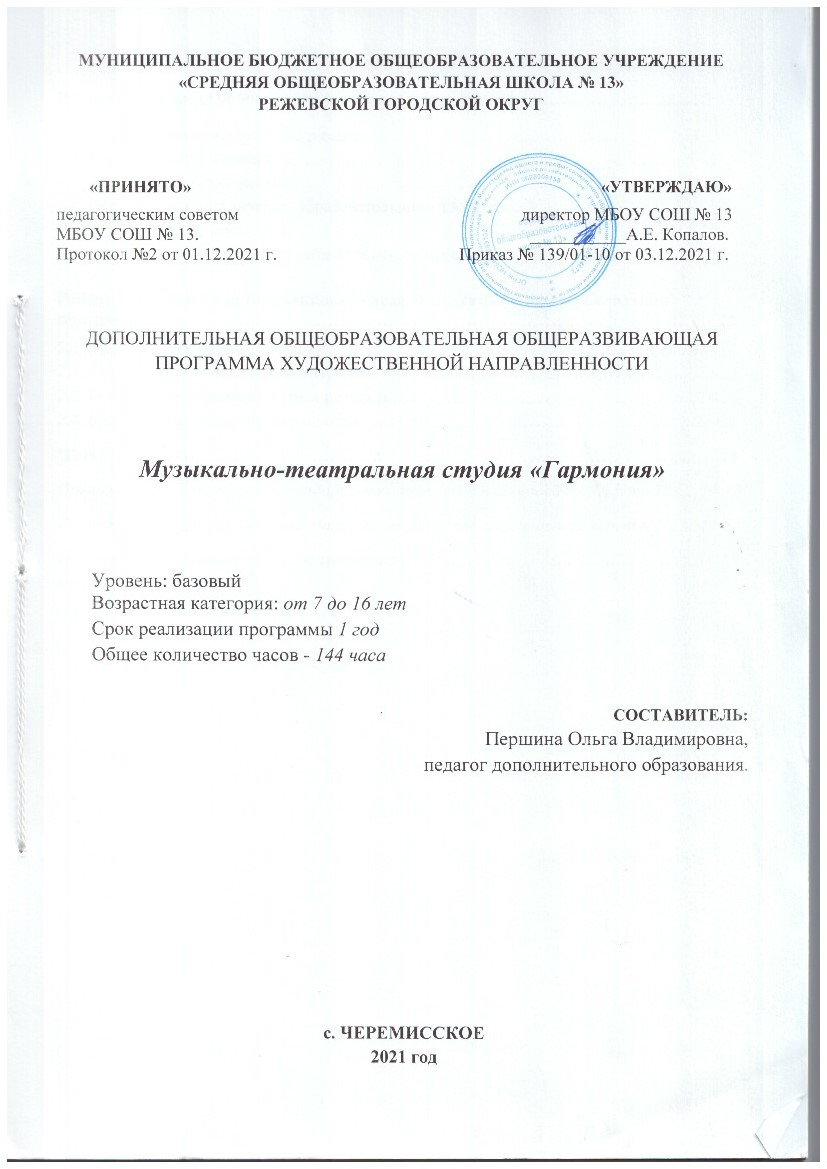 МУНИЦИПАЛЬНОЕ БЮДЖЕТНОЕ ОБЩЕОБРАЗОВАТЕЛЬНОЕ УЧРЕЖДЕНИЕ
«СРЕДНЯЯ ОБЩЕОБРАЗОВАТЕЛЬНАЯ ШКОЛА № 13»
РЕЖЕВСКОЙ ГОРОДСКОЙ ОКРУГ
«ПРИНЯТО»
педагогическим советом
МБОУ СОШ № 13.
Протокол №2 от 01.12.2021 г.
«УТВЕРЖДАЮ»
директор МБОУ СОШ № 13
___________А.Е. Копалов.
Приказ № 139/01-10 от 03.12.2021 г.
ДОПОЛНИТЕЛЬНАЯ ОБЩЕОБРАЗОВАТЕЛЬНАЯ ОБЩЕРАЗВИВАЮЩАЯ
ПРОГРАММА ХУДОЖЕСТВЕННОЙ НАПРАВЛЕННОСТИ
Музыкально-театральная студия «Гармония»
Уровень: базовый
Возрастная категория: от 7 до 16 лет
Срок реализации программы 1 год
Общее количество часов - 144 часа
СОСТАВИТЕЛЬ:
Першина Ольга Владимировна,
педагог дополнительного образования.
с. ЧЕРЕМИССКОЕ
2021 год